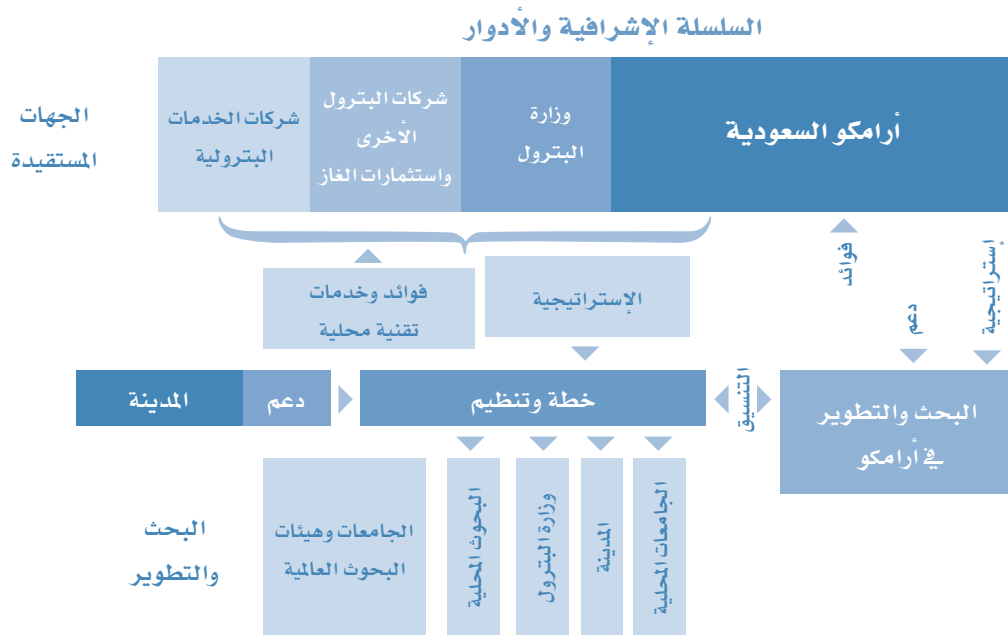 السلسلة الإشرافية والأدوار
الجهات
المستقيدة
أرامكو السعودية
وزارة
البترول
شركات البترول
الأخرى
واستثمارات الغاز
شركات الخدمات
البترولية
إستراتيجية
دعم
فوائد
الإستراتيجية
فوائد وخدمات
تقنية محلية
البحث والتطوير
في أرامكو
التنسيق
خطة وتنظيم
دعم
المدينة
البحث
والتطوير
الجامعات المحلية
المدينة
وزارة البترول
البحوث المحلية
الجامعات وهيئات
البحوث العالمية